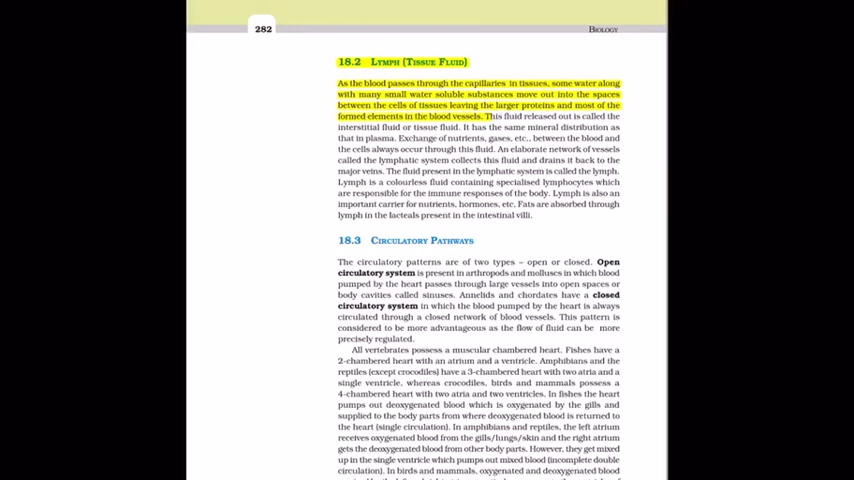 282
BIOLOGY
18.2 LYMPH (TISSUE FLUID)
As the blood passes through the capillaries in tissues, some water along
with many small water soluble substances move out into the spaces
between the cells of tissues leaving the larger proteins and most of the
formed elements in the blood vessels. This fluid released out is called the
interstitial fluid or tissue fluid. It has the same mineral distribution as
that in plasma. Exchange of nutrients, gases, etc., between the blood and
the cells always occur through this fluid. An elaborate network of vessels
called the lymphatic system collects this fluid and drains it back to the
major veins. The fluid present in the lymphatic system is called the lymph.
Lymph is a colourless fluid containing specialised lymphocytes which
are responsible for the immune responses of the body. Lymph is also an
important carrier for nutrients, hormones, etc. Fats are absorbed through
lymph in the lacteals present in the intestinal villi.
18.3 CIRCULATORY PATHWAYS
The circulatory patterns are of two types – open or closed. Open
circulatory system is present in arthropods and molluscs in which blood
pumped by the heart passes through large vessels into open spaces or
body cavities called sinuses. Annelids and chordates have a closed
circulatory system in which the blood pumped by the heart is always
circulated through a closed network of blood vessels. This pattern is
considered to be more advantageous as the flow of fluid can be more
precisely regulated.
All vertebrates possess a muscular chambered heart. Fishes have a
2-chambered heart with an atrium and a ventricle. Amphibians and the
reptiles (except crocodiles) have a 3-chambered heart with two atria and a
single ventricle, whereas crocodiles, birds and mammals possess a
4-chambered heart with two atria and two ventricles. In fishes the heart
pumps out deoxygenated blood which is oxygenated by the gills and
supplied to the body parts from where deoxygenated blood is returned to
the heart (single circulation). In amphibians and reptiles, the left atrium
receives oxygenated blood from the gills/lungs/skin and the right atrium
gets the deoxygenated blood from other body parts. However, they get mixed
up in the single ventricle which pumps out mixed blood (incomplete double
circulation). In birds and mammals, oxygenated and deoxygenated blood